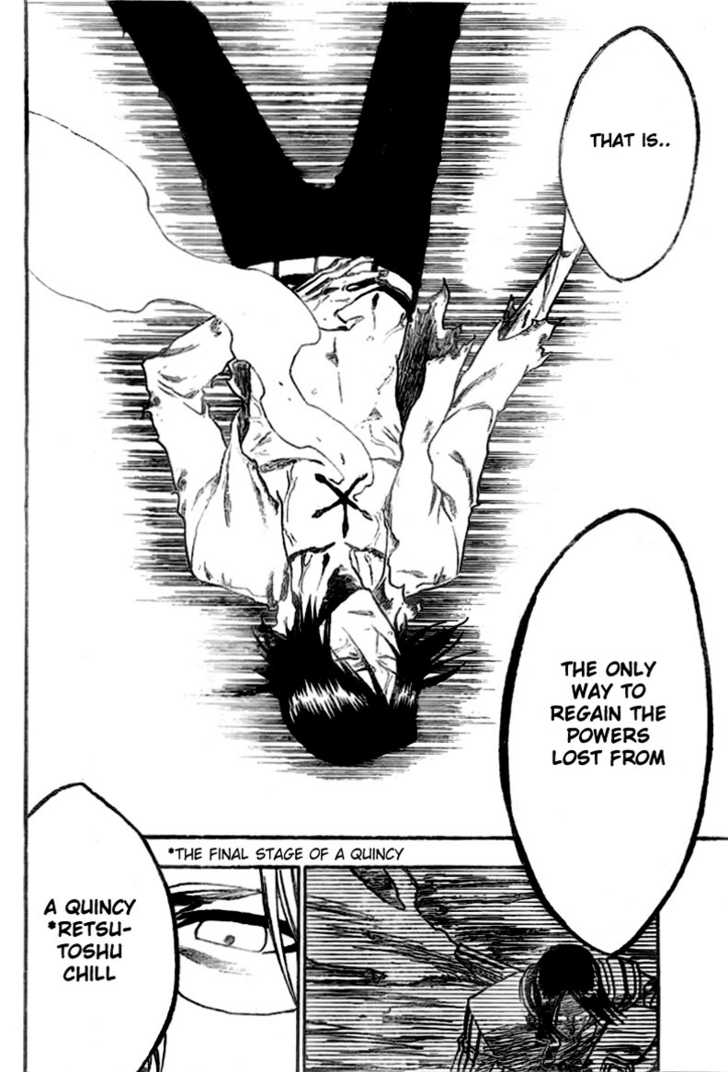 THAT IS..
THE ONLY
WAY TO
REGAIN THE
POWERS
LOST FROM
*THE FINAL STAGE OF A QUINCY
A QUINCY
*RETSU-
TOSHU
CHILL